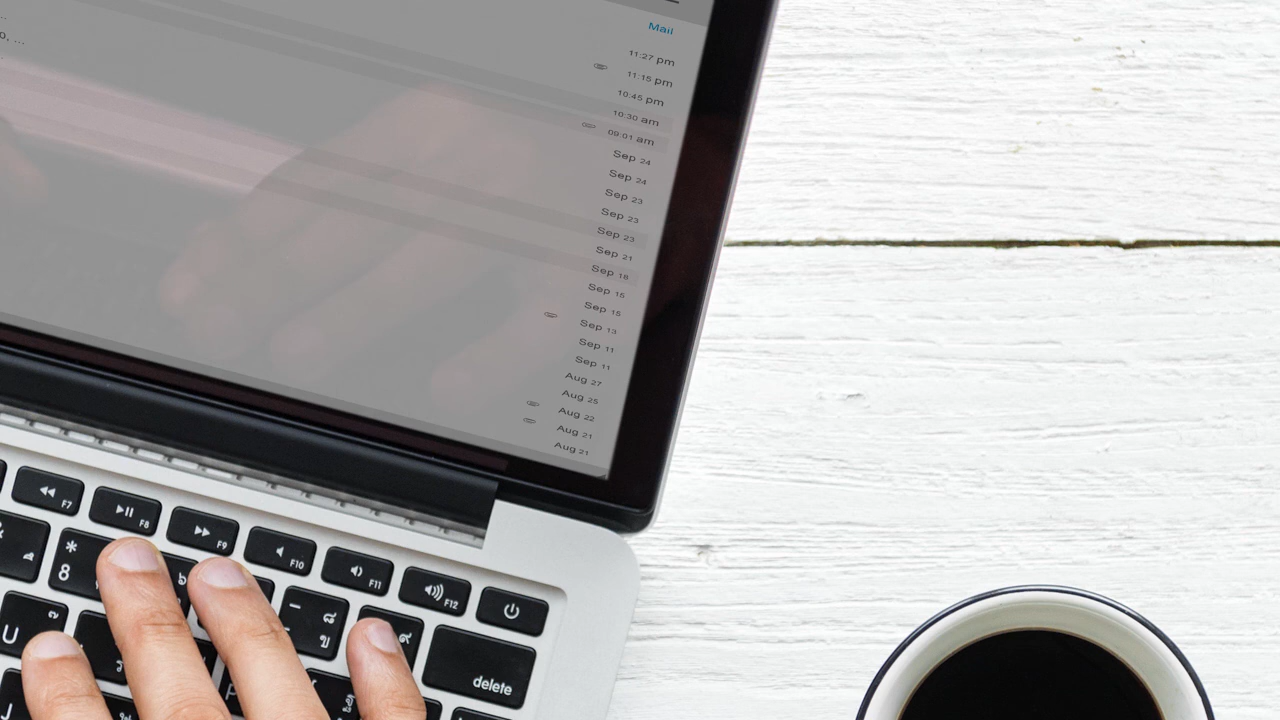 Mail
11:27 pm
11:15 pm
10:45 pm
10:30 am
09:01 am
Sep 24
Sep 24
Sep 23
Sep 23
Sep 23
Sep 21
Sep 18
Sep 16
Sep 15
Sep 13
Sep 11
Sep 11
Aug 27
Aug 25
Aug 22
Aug 21
Aug 21
F7
F8
F9
F10
F11
F12
*
8
U
J
delete